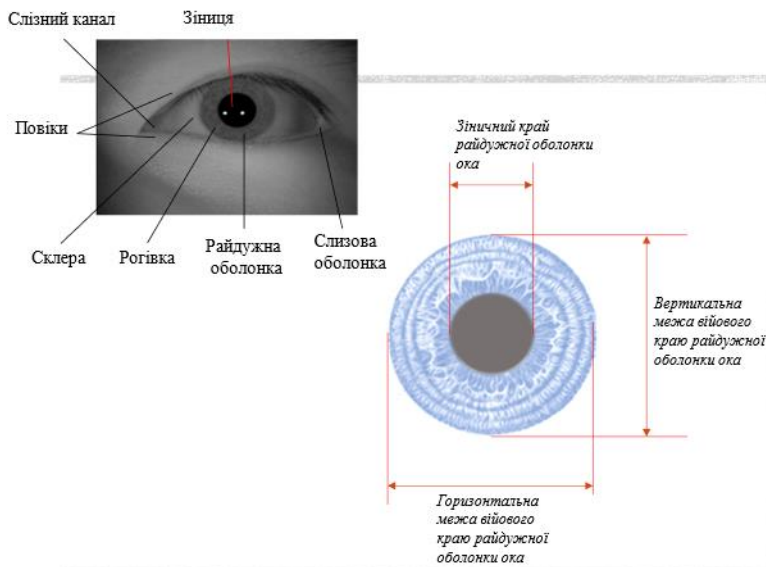 Слізний канал
Зіниця
Повіки
Склера
Рогівка
Райдужна
оболонка
Слизова
оболонка
Зіничний край
райдужної оболонки
ока
Вертикальна
межа війового
краю райдужної
оболонки ока
Горизонтальна
межа війового
краю райдужної
оболонки ока